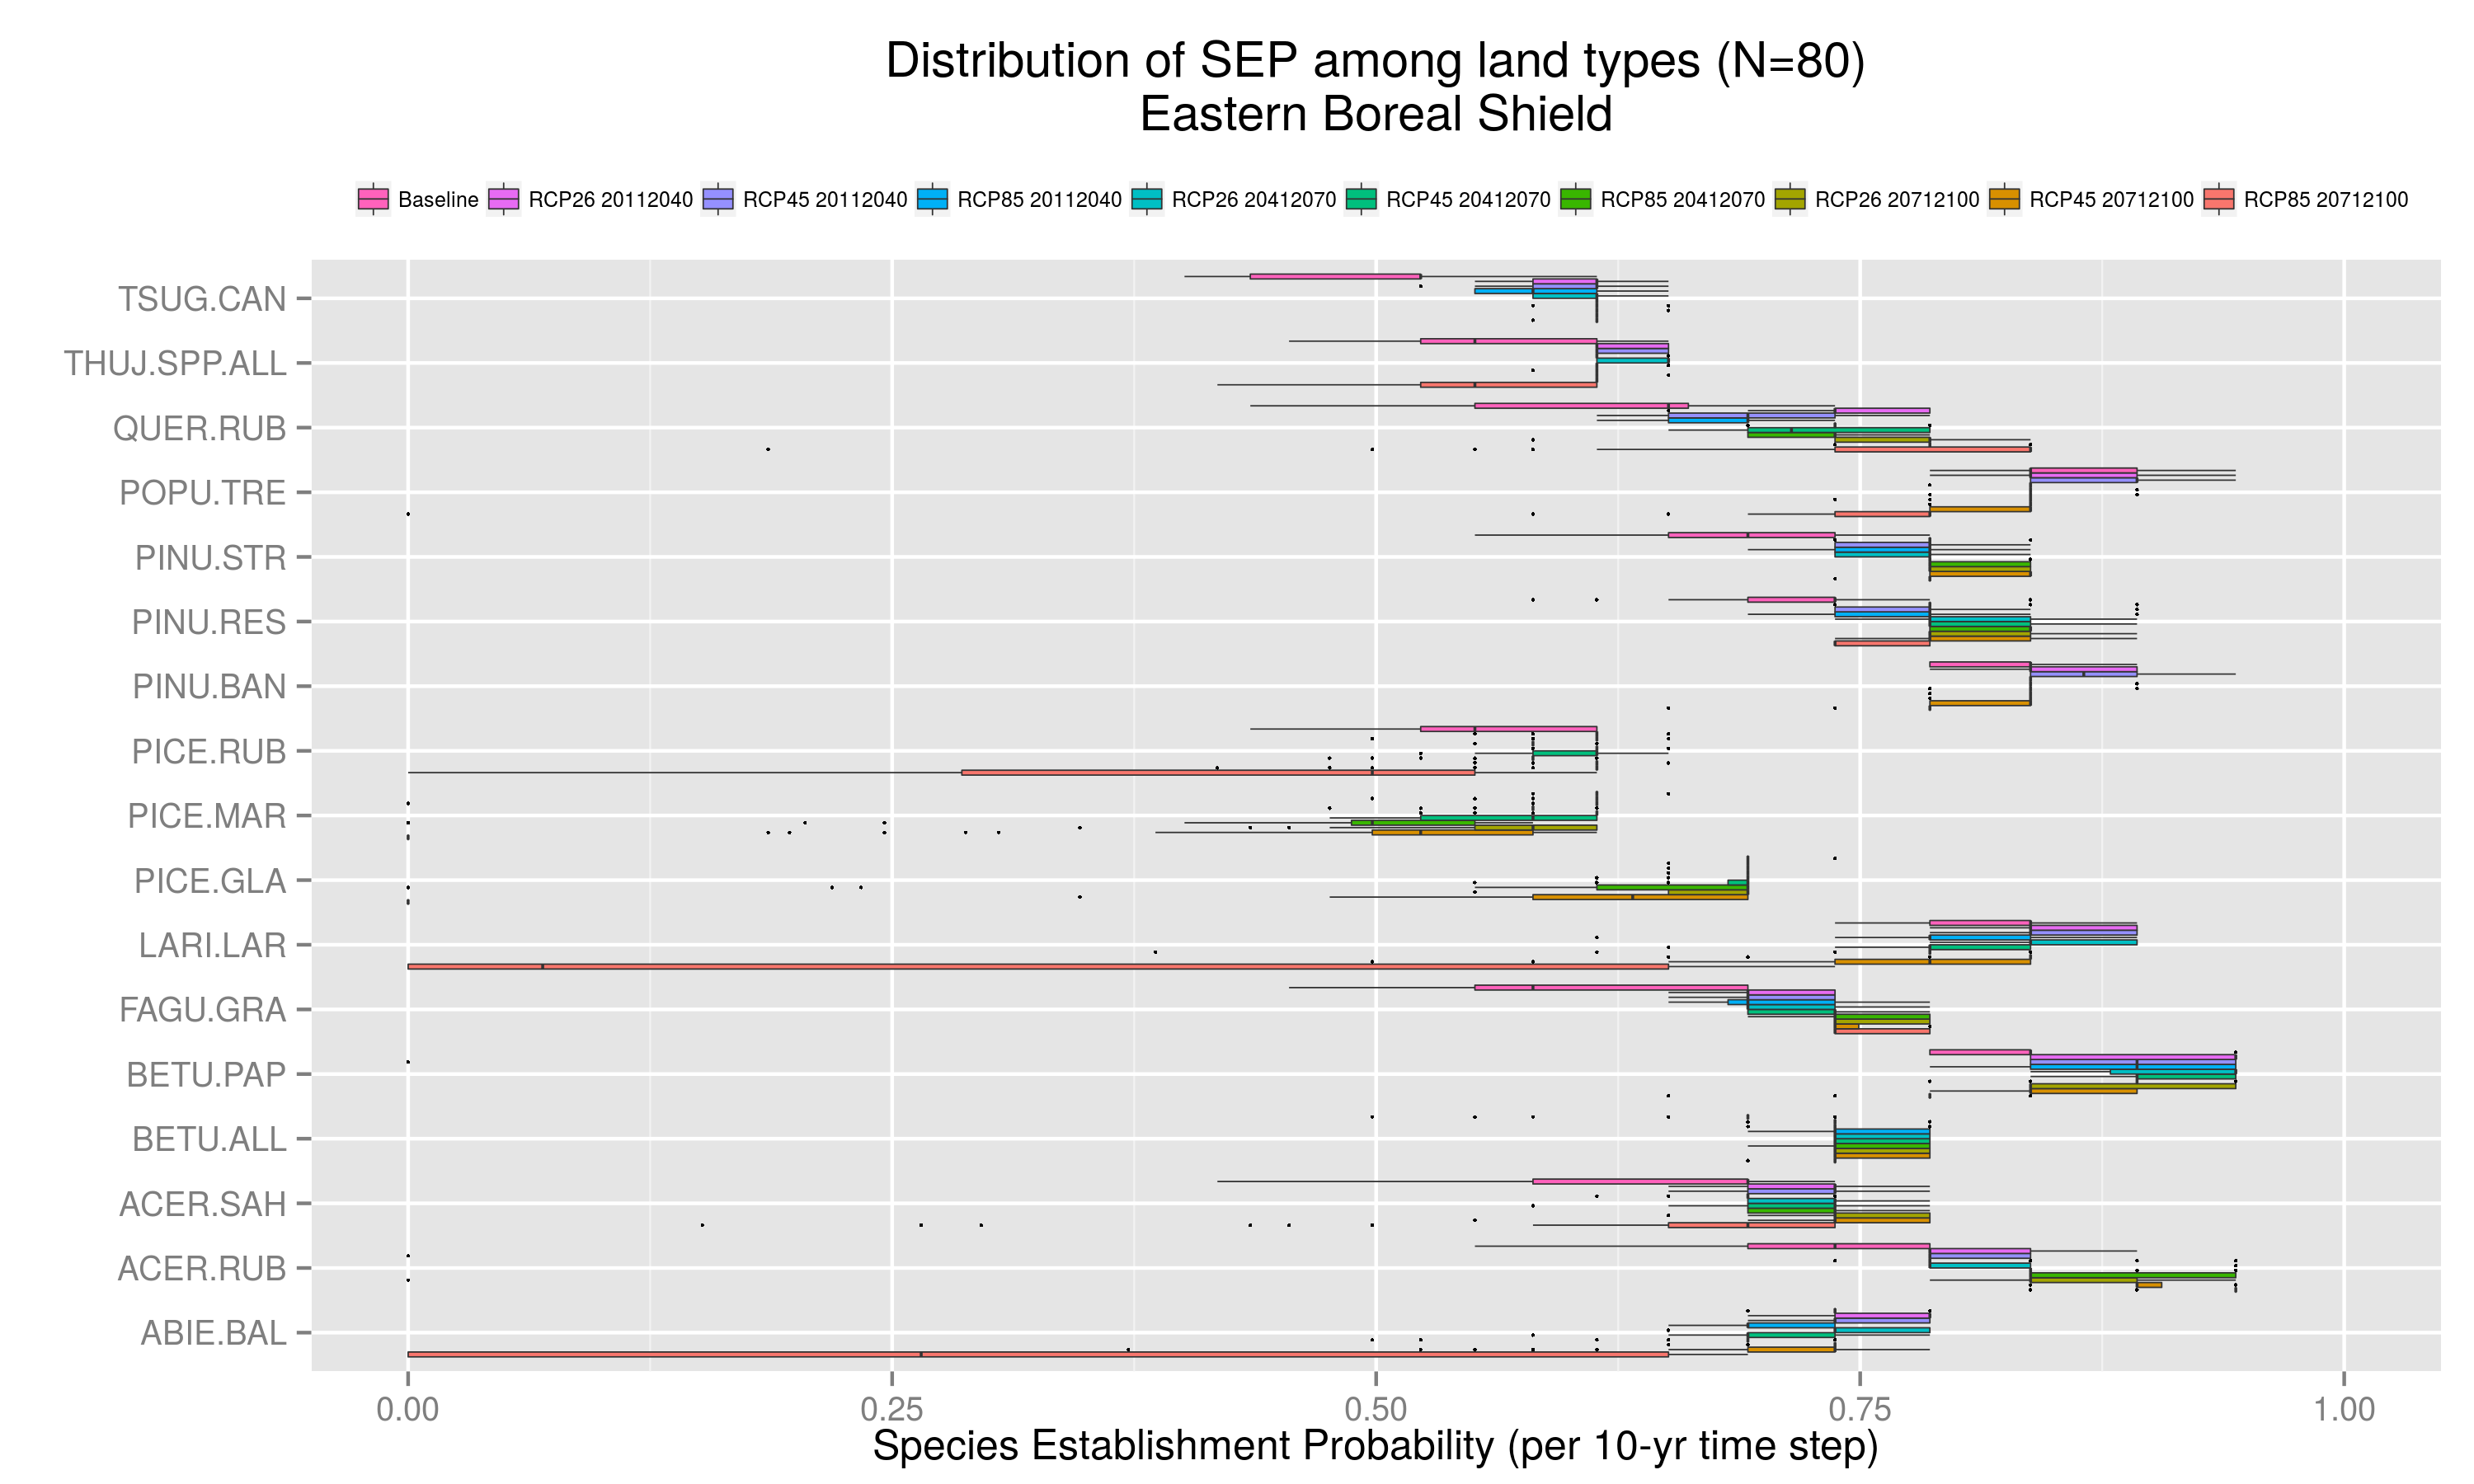 Distribution of SEP among land types (N=80)
Eastern Boreal Shield
Baseline RCP26 20112040 RCP45 20112040 RCP85 20112040 RCP26 20412070 RCP45 20412070 RCP85 20412070 RCP26 20712100 RCP45 20712100 RCP85 20712100
TSUG.CAN
THUJ.SPP.ALL
QUER.RUB
POPU.TRE
PINU.STR
PINU.RES
PINU.BAN
PICE.RUB
PICE.MAR
PICE.GLA
LARI.LAR
FAGU.GRA
BETU.PAP
BETU.ALL
ACER.SAH
ACER.RUB
ABIE.BAL
0.00 0.25 0.50 0.75 1.00
Species Establishment Probability (per 10-yr time step)